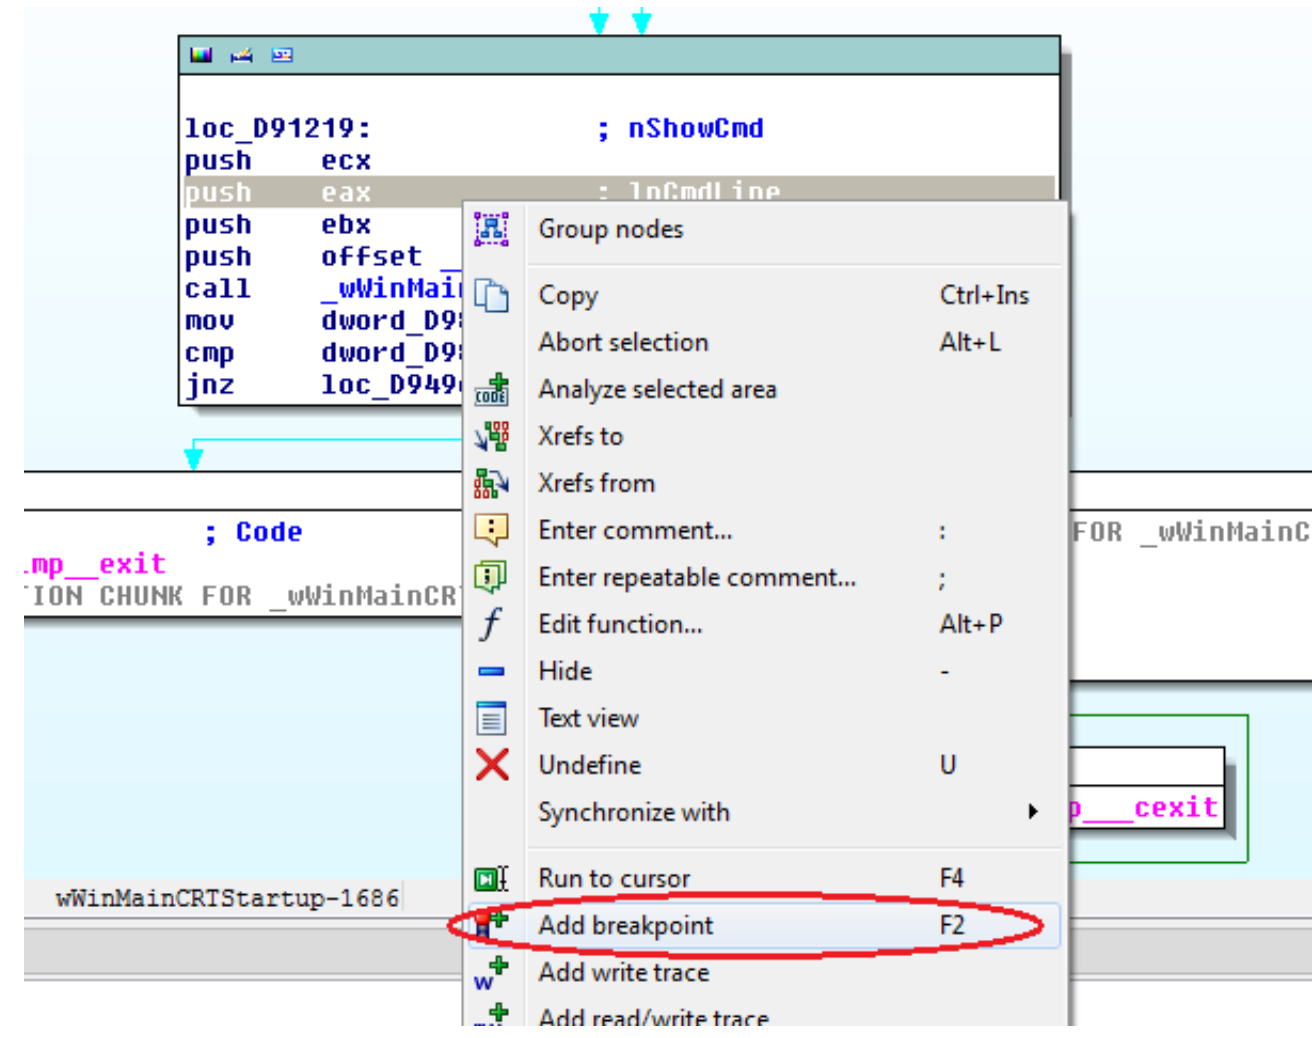 loc_D91219: ; nShowCmd
push ecx
push eax ; lpCmdLine
push ebx
push offset
call _wWinMai
mov dword_D9
cmp dword_D9
jnz loc_D949
Group nodes
Copy Ctrl+Ins
Abort selection Alt+L
CODE Analyze selected area
Xrefs to
Xrefs from
Enter comment... :
Enter repeatable comment... ;
f Edit function... Alt+P
Hide -
Text view
Undefine U
Synchronize with
Run to cursor F4
Add breakpoint F2
w Add write trace
Add read/write trace
; Code
mp__exit
ION CHUNK FOR _wWinMainCR
FOR _wWinMainC
p___cexit
wWinMainCRTStartup-1686